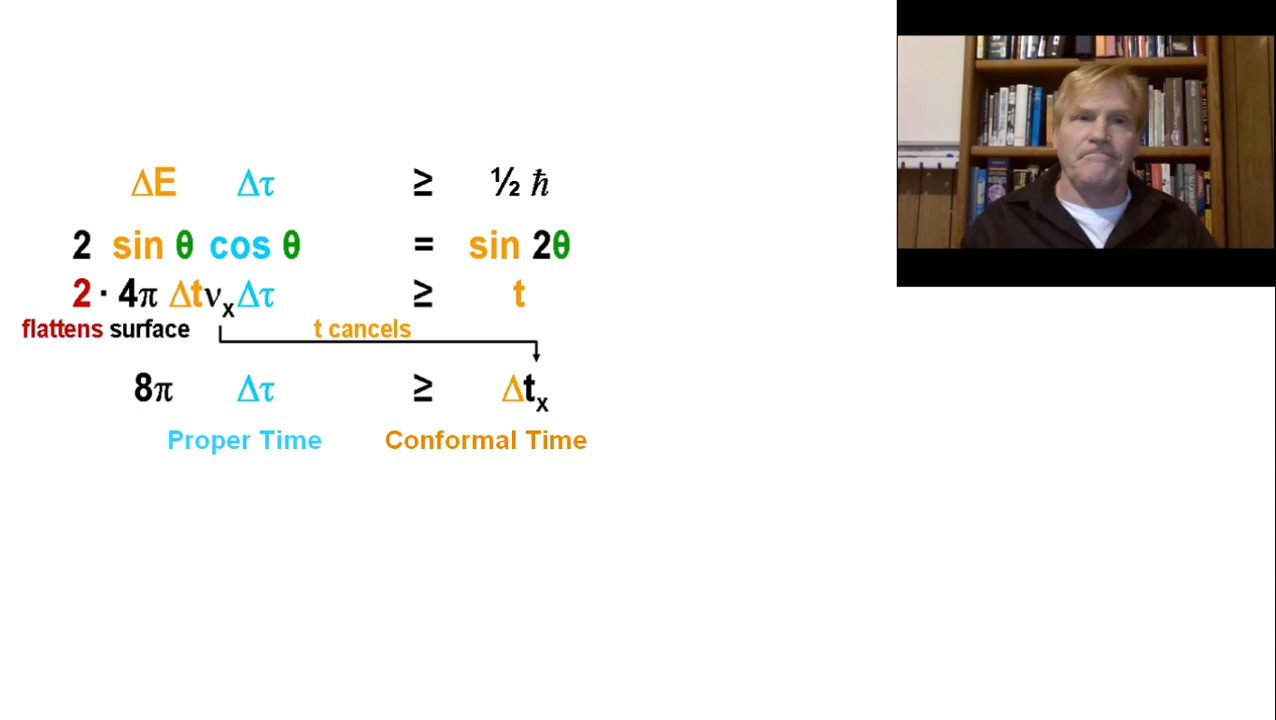 ΔE Δτ ≥ ½ ℏ
2 sin θ cos θ = sin 2θ
2 · 4π Δtνₓ Δτ ≥ t
flattens surface t cancels
8π Δτ ≥ Δtₓ
Proper Time Conformal Time